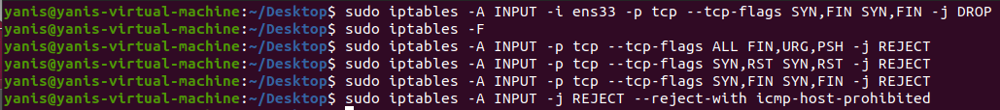 yanis@yanis-virtual-machine:~/Desktop$ sudo iptables -A INPUT -i ens33 -p tcp --tcp-flags SYN,FIN SYN,FIN -j DROP
yanis@yanis-virtual-machine:~/Desktop$ sudo iptables -F
yanis@yanis-virtual-machine:~/Desktop$ sudo iptables -A INPUT -p tcp --tcp-flags ALL FIN,URG,PSH -j REJECT
yanis@yanis-virtual-machine:~/Desktop$ sudo iptables -A INPUT -p tcp --tcp-flags SYN,RST SYN,RST -j REJECT
yanis@yanis-virtual-machine:~/Desktop$ sudo iptables -A INPUT -p tcp --tcp-flags SYN,FIN SYN,FIN -j REJECT
yanis@yanis-virtual-machine:~/Desktop$ sudo iptables -A INPUT -j REJECT --reject-with icmp-host-prohibited